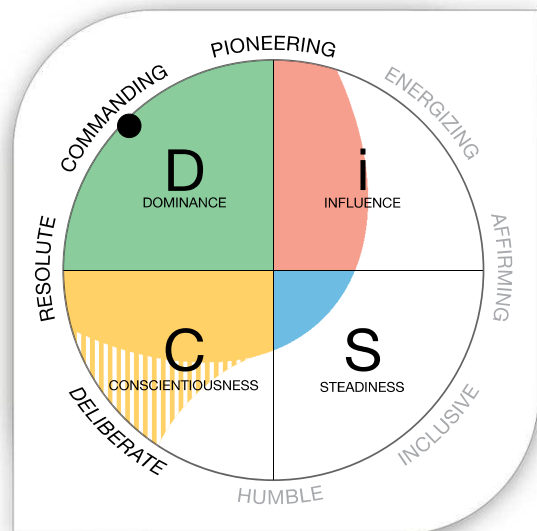 PIONEERING
COMMANDING
ENERGIZING
D
DOMINANCE
i
INFLUENCE
RESOLUTE
AFFIRMING
C
CONSCIENTIOUSNESS
S
STEADINESS
DELIBERATE
INCLUSIVE
HUMBLE